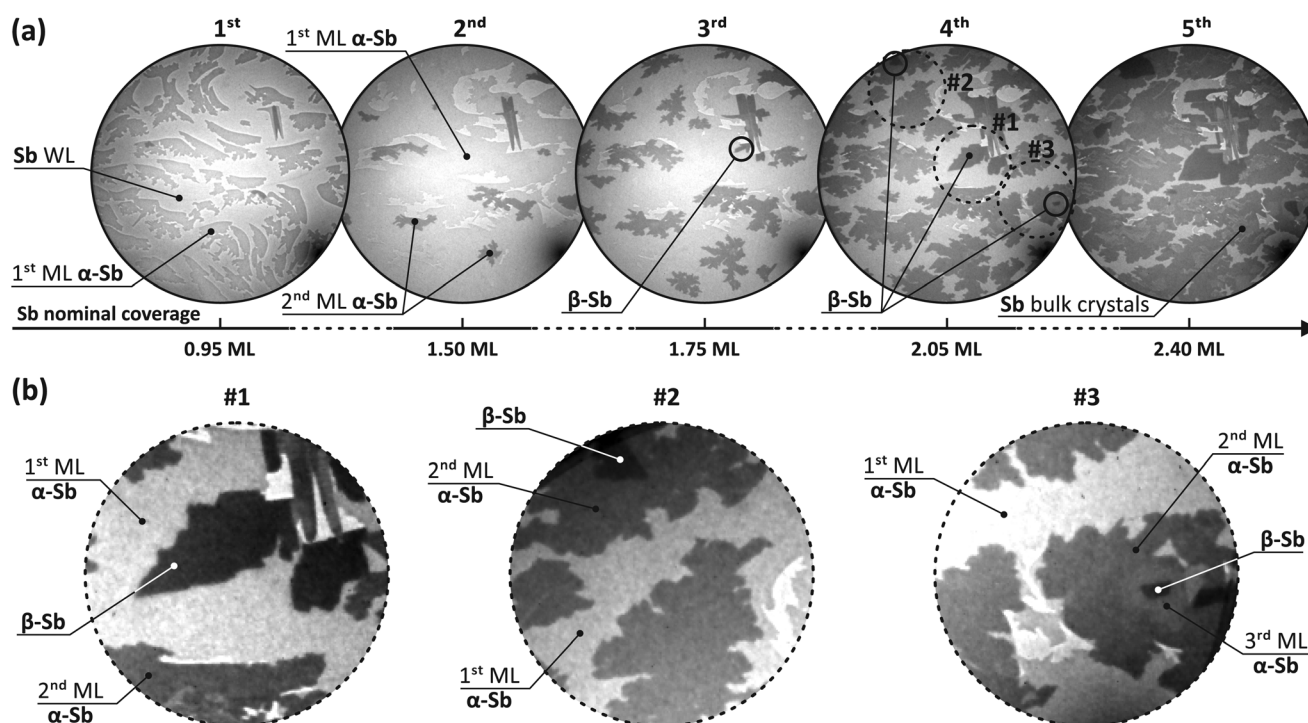 (a)
1st
2nd
3rd
4th
5th
1st ML α-Sb
Sb WL
1st ML α-Sb
2nd ML α-Sb
β-Sb
#2
#1
#3
β-Sb
Sb bulk crystals
Sb nominal coverage
0.95 ML
1.50 ML
1.75 ML
2.05 ML
2.40 ML
(b)
#1
1st ML
α-Sb
β-Sb
2nd ML
α-Sb
#2
β-Sb
2nd ML
α-Sb
1st ML
α-Sb
#3
1st ML
α-Sb
2nd ML
α-Sb
β-Sb
3rd ML
α-Sb